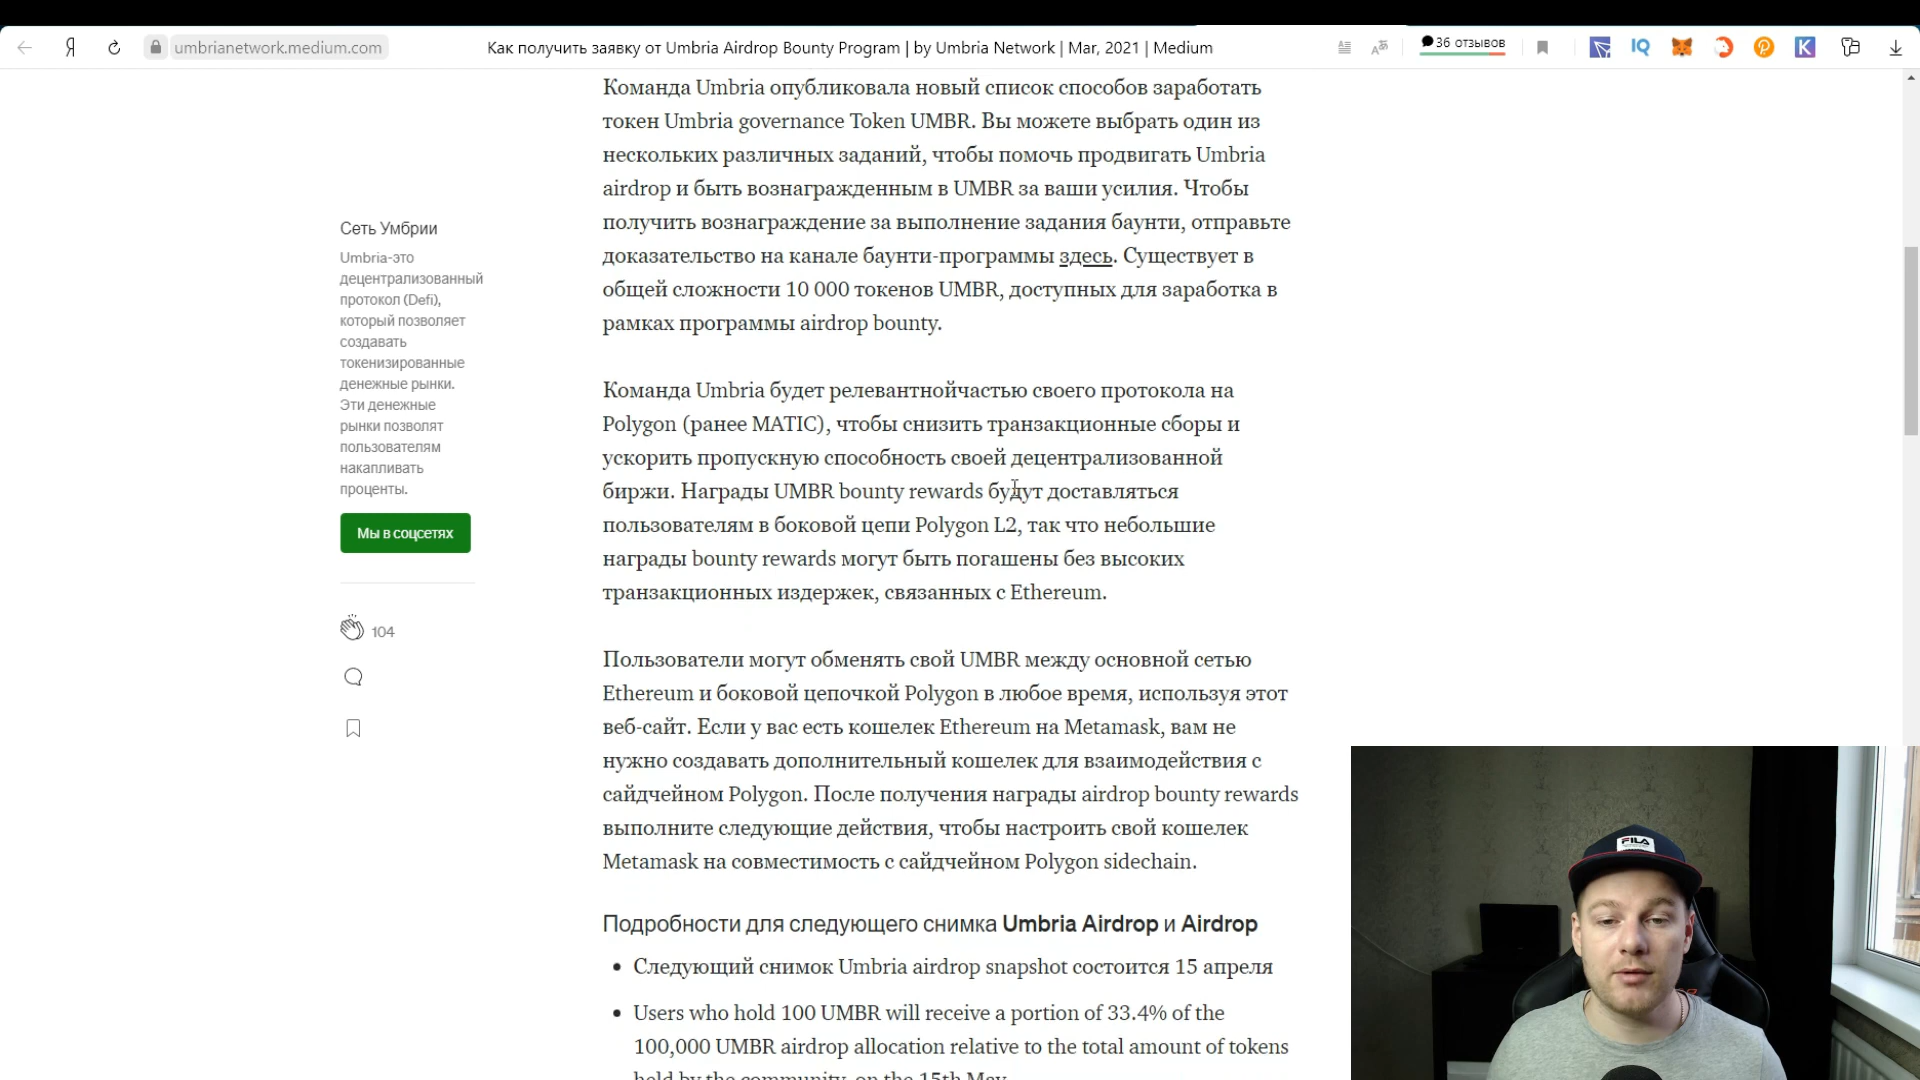 umbrianetwork.medium.com
Как получить заявку от Umbria Airdrop Bounty Program | by Umbria Network | Mar, 2021 | Medium
36 отзывов
Команда Umbria опубликовала новый список способов заработать
токен Umbria governance Token UMBR. Вы можете выбрать один из
нескольких различных заданий, чтобы помочь продвигать Umbria
airdrop и быть вознагражденным в UMBR за ваши усилия. Чтобы
получить вознаграждение за выполнение задания баунти, отправьте
доказательство на канале баунти-программы здесь. Существует в
общей сложности 10 000 токенов UMBR, доступных для заработка в
рамках программы airdrop bounty.
Сеть Умбрии
Umbria-это
децентрализованный
протокол (Defi),
который позволяет
создавать
токенизированные
денежные рынки.
Эти денежные
рынки позволят
пользователям
накапливать
проценты.
Мы в соцсетях
104
Команда Umbria будет релевантнойчастью своего протокола на
Polygon (ранее MATIC), чтобы снизить транзакционные сборы и
ускорить пропускную способность своей децентрализованной
биржи. Награды UMBR bounty rewards будут доставляться
пользователям в боковой цепи Polygon L2, так что небольшие
награды bounty rewards могут быть погашены без высоких
транзакционных издержек, связанных с Ethereum.
Пользователи могут обменять свой UMBR между основной сетью
Ethereum и боковой цепочкой Polygon в любое время, используя этот
веб-сайт. Если у вас есть кошелек Ethereum на Metamask, вам не
нужно создавать дополнительный кошелек для взаимодействия с
сайдчейном Polygon. После получения награды airdrop bounty rewards
выполните следующие действия, чтобы настроить свой кошелек
Metamask на совместимость с сайдчейном Polygon sidechain.
Подробности для следующего снимка Umbria Airdrop и Airdrop
Следующий снимок Umbria airdrop snapshot состоится 15 апреля
Users who hold 100 UMBR will receive a portion of 33.4% of the
100,000 UMBR airdrop allocation relative to the total amount of tokens
held by the community, on the 15th May
FILA